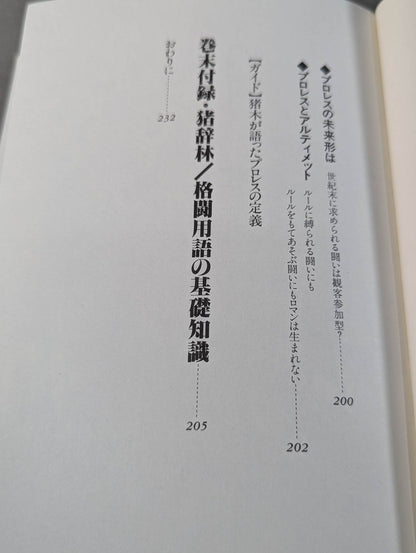 ◆プロレスの未来形は 世紀末に求められる闘いは観客参加型?……200
◆プロレスとアルティメット ルールに縛られる闘いにも
ルールをもてあそぶ闘いにもロマンは生まれない……202
【ガイド】猪木が語ったプロレスの定義
巻末付録・猪辞林/格闘用語の基礎知識……205
おわりに……232